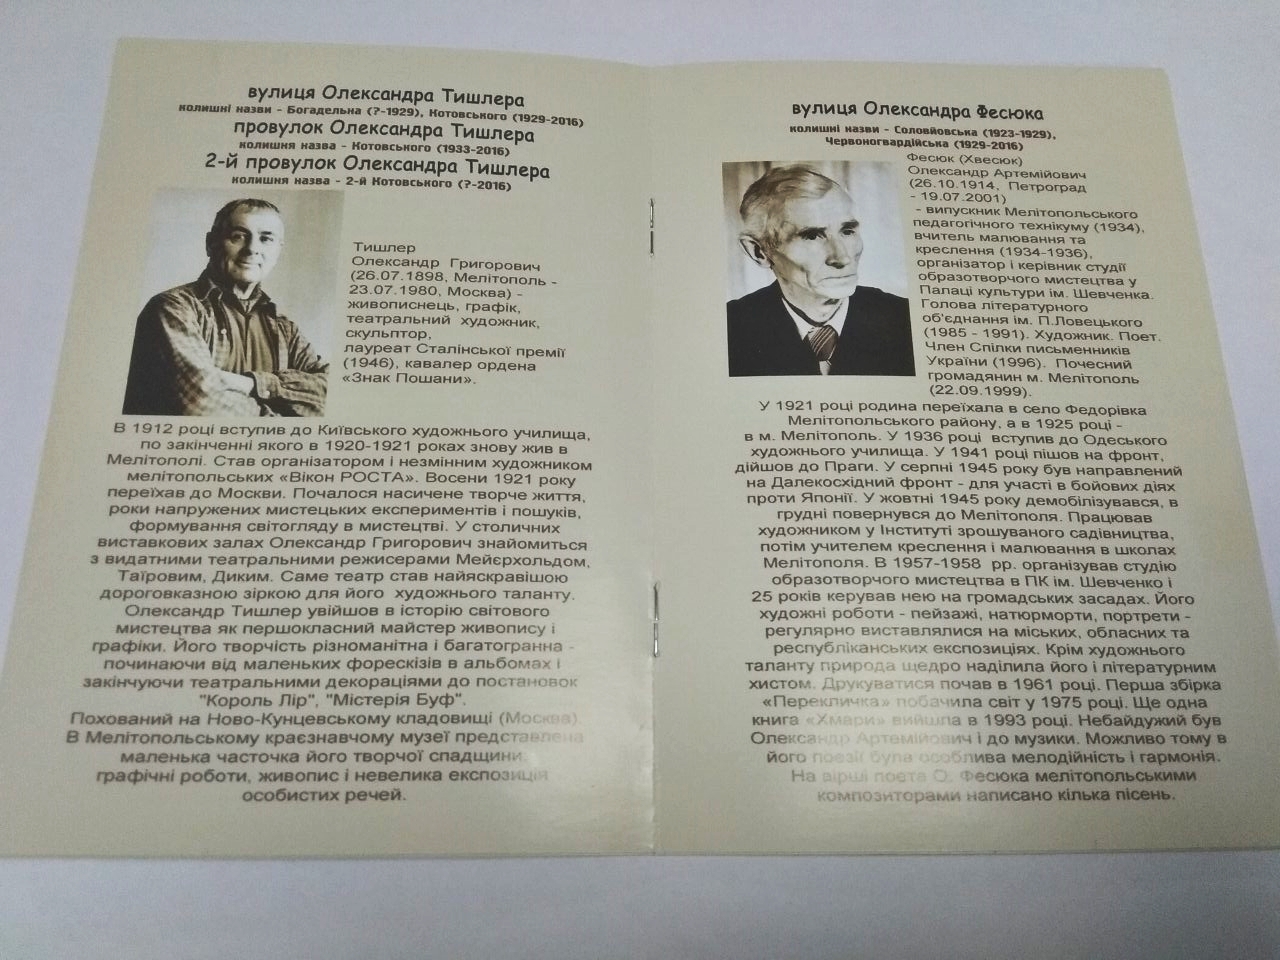 вулиця Олександра Тишлера
колишні назви - Богадельна (?-1929), Котовського (1929-2016)
провулок Олександра Тишлера
колишня назва - Котовського (1933-2016)
2-й провулок Олександра Тишлера
колишня назва - 2-й Котовського (?-2016)
Тишлер
Олександр Григорович
(26.07.1898, Мелітополь -
23.07.1980, Москва) -
живописнець, графік,
театральний художник,
скульптор,
лауреат Сталінської премії
(1946), кавалер ордена
«Знак Пошани».
В 1912 році вступив до Київського художнього училища,
по закінченні якого в 1920-1921 роках знову жив в
Мелітополі. Став організатором і незмінним художником
мелітопольських «Вікон РОСТА». Восени 1921 року
переїхав до Москви. Почалося насичене творче життя,
роки напружених мистецьких експериментів і пошуків,
формування світогляду в мистецтві. У столичних
виставкових залах Олександр Григорович знайомиться
з видатними театральними режисерами Мейєрхольдом,
Таїровим, Диким. Саме театр став найяскравішою
дороговказною зіркою для його художнього таланту.
Олександр Тишлер увійшов в історію світового
мистецтва як першокласний майстер живопису і
графіки. Його творчість різноманітна і багатогранна -
починаючи від маленьких форескізів в альбомах і
закінчуючи театральними декораціями до постановок
"Король Лір", "Містерія Буф".
Похований на Ново-Кунцевському кладовищі (Москва).
В Мелітопольському краєзнавчому музеї представлена
маленька часточка його творчої спадщини:
графічні роботи, живопис і невелика експозиція
особистих речей.
вулиця Олександра Фесюка
колишні назви - Соловйовська (1923-1929),
Червоногвардійська (1929-2016)
Фесюк (Хвесюк)
Олександр Артемійович
(26.10.1914, Петроград
- 19.07.2001)
- випускник Мелітопольського
педагогічного технікуму (1934),
вчитель малювання та
креслення (1934-1936),
організатор і керівник студії
образотворчого мистецтва у
Палаці культури ім. Шевченка.
Голова літературного
об'єднання ім. П.Ловецького
(1985 - 1991). Художник. Поет.
Член Спілки письменників
України (1996). Почесний
громадянин м. Мелітополь
(22.09.1999).
У 1921 році родина переїхала в село Федорівка
Мелітопольського району, а в 1925 році -
в м. Мелітополь. У 1936 році вступив до Одеського
художнього училища. У 1941 році пішов на фронт,
дійшов до Праги. У серпні 1945 року був направлений
на Далекосхідний фронт - для участі в бойових діях
проти Японії. У жовтні 1945 року демобілізувався, в
грудні повернувся до Мелітополя. Працював
художником у Інституті зрошуваного садівництва,
потім учителем креслення і малювання в школах
Мелітополя. В 1957-1958 рр. організував студію
образотворчого мистецтва в ПК ім. Шевченко і
25 років керував нею на громадських засадах. Його
художні роботи - пейзажі, натюрморти, портрети -
регулярно виставлялися на міських, обласних та
республіканських експозиціях. Крім художнього
таланту природа щедро наділила його і літературним
хистом. Друкуватися почав в 1961 році. Перша збірка
«Перекличка» побачила світ у 1975 році. Ще одна
книга «Хмари» вийшла в 1993 році. Небайдужий був
Олександр Артемійович і до музики. Можливо тому в
його поезії була особлива мелодійність і гармонія.
На вірші поета О. Фесюка мелітопольськими
композиторами написано кілька пісень.